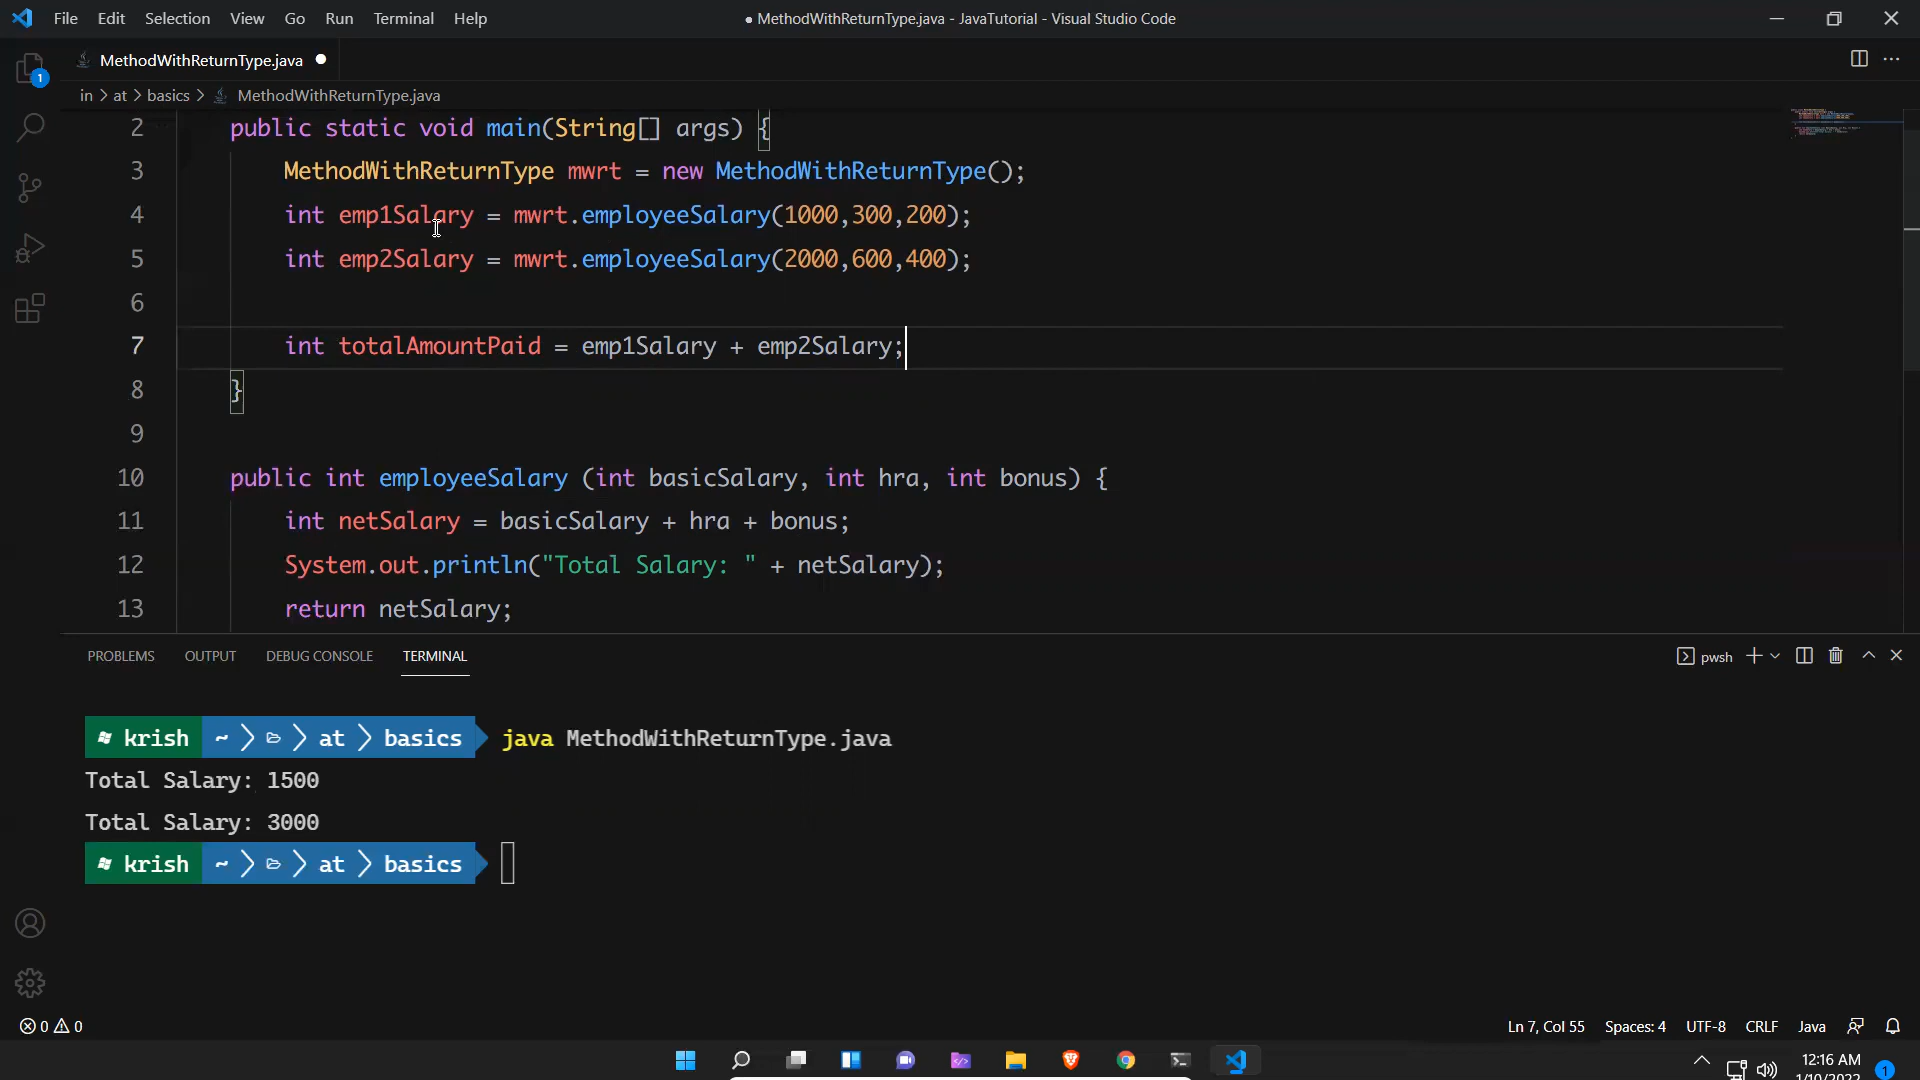 File Edit Selection View Go Run Terminal Help
● MethodWithReturnType.java - JavaTutorial - Visual Studio Code
MethodWithReturnType.java
in > at > basics > MethodWithReturnType.java
1
2 public static void main(String[] args) {
3 MethodWithReturnType mwrt = new MethodWithReturnType();
4 int emp1Salary = mwrt.employeeSalary(1000,300,200);
5 int emp2Salary = mwrt.employeeSalary(2000,600,400);
6
7 int totalAmountPaid = emp1Salary + emp2Salary;
8 }
9
10 public int employeeSalary (int basicSalary, int hra, int bonus) {
11 int netSalary = basicSalary + hra + bonus;
12 System.out.println("Total Salary: " + netSalary);
13 return netSalary;
PROBLEMS OUTPUT DEBUG CONSOLE TERMINAL
pwsh
krish ~ > > at > basics java MethodWithReturnType.java
Total Salary: 1500
Total Salary: 3000
krish ~ > > at > basics
0 0
Ln 7, Col 55 Spaces: 4 UTF-8 CRLF Java
12:16 AM
1/10/2022
1